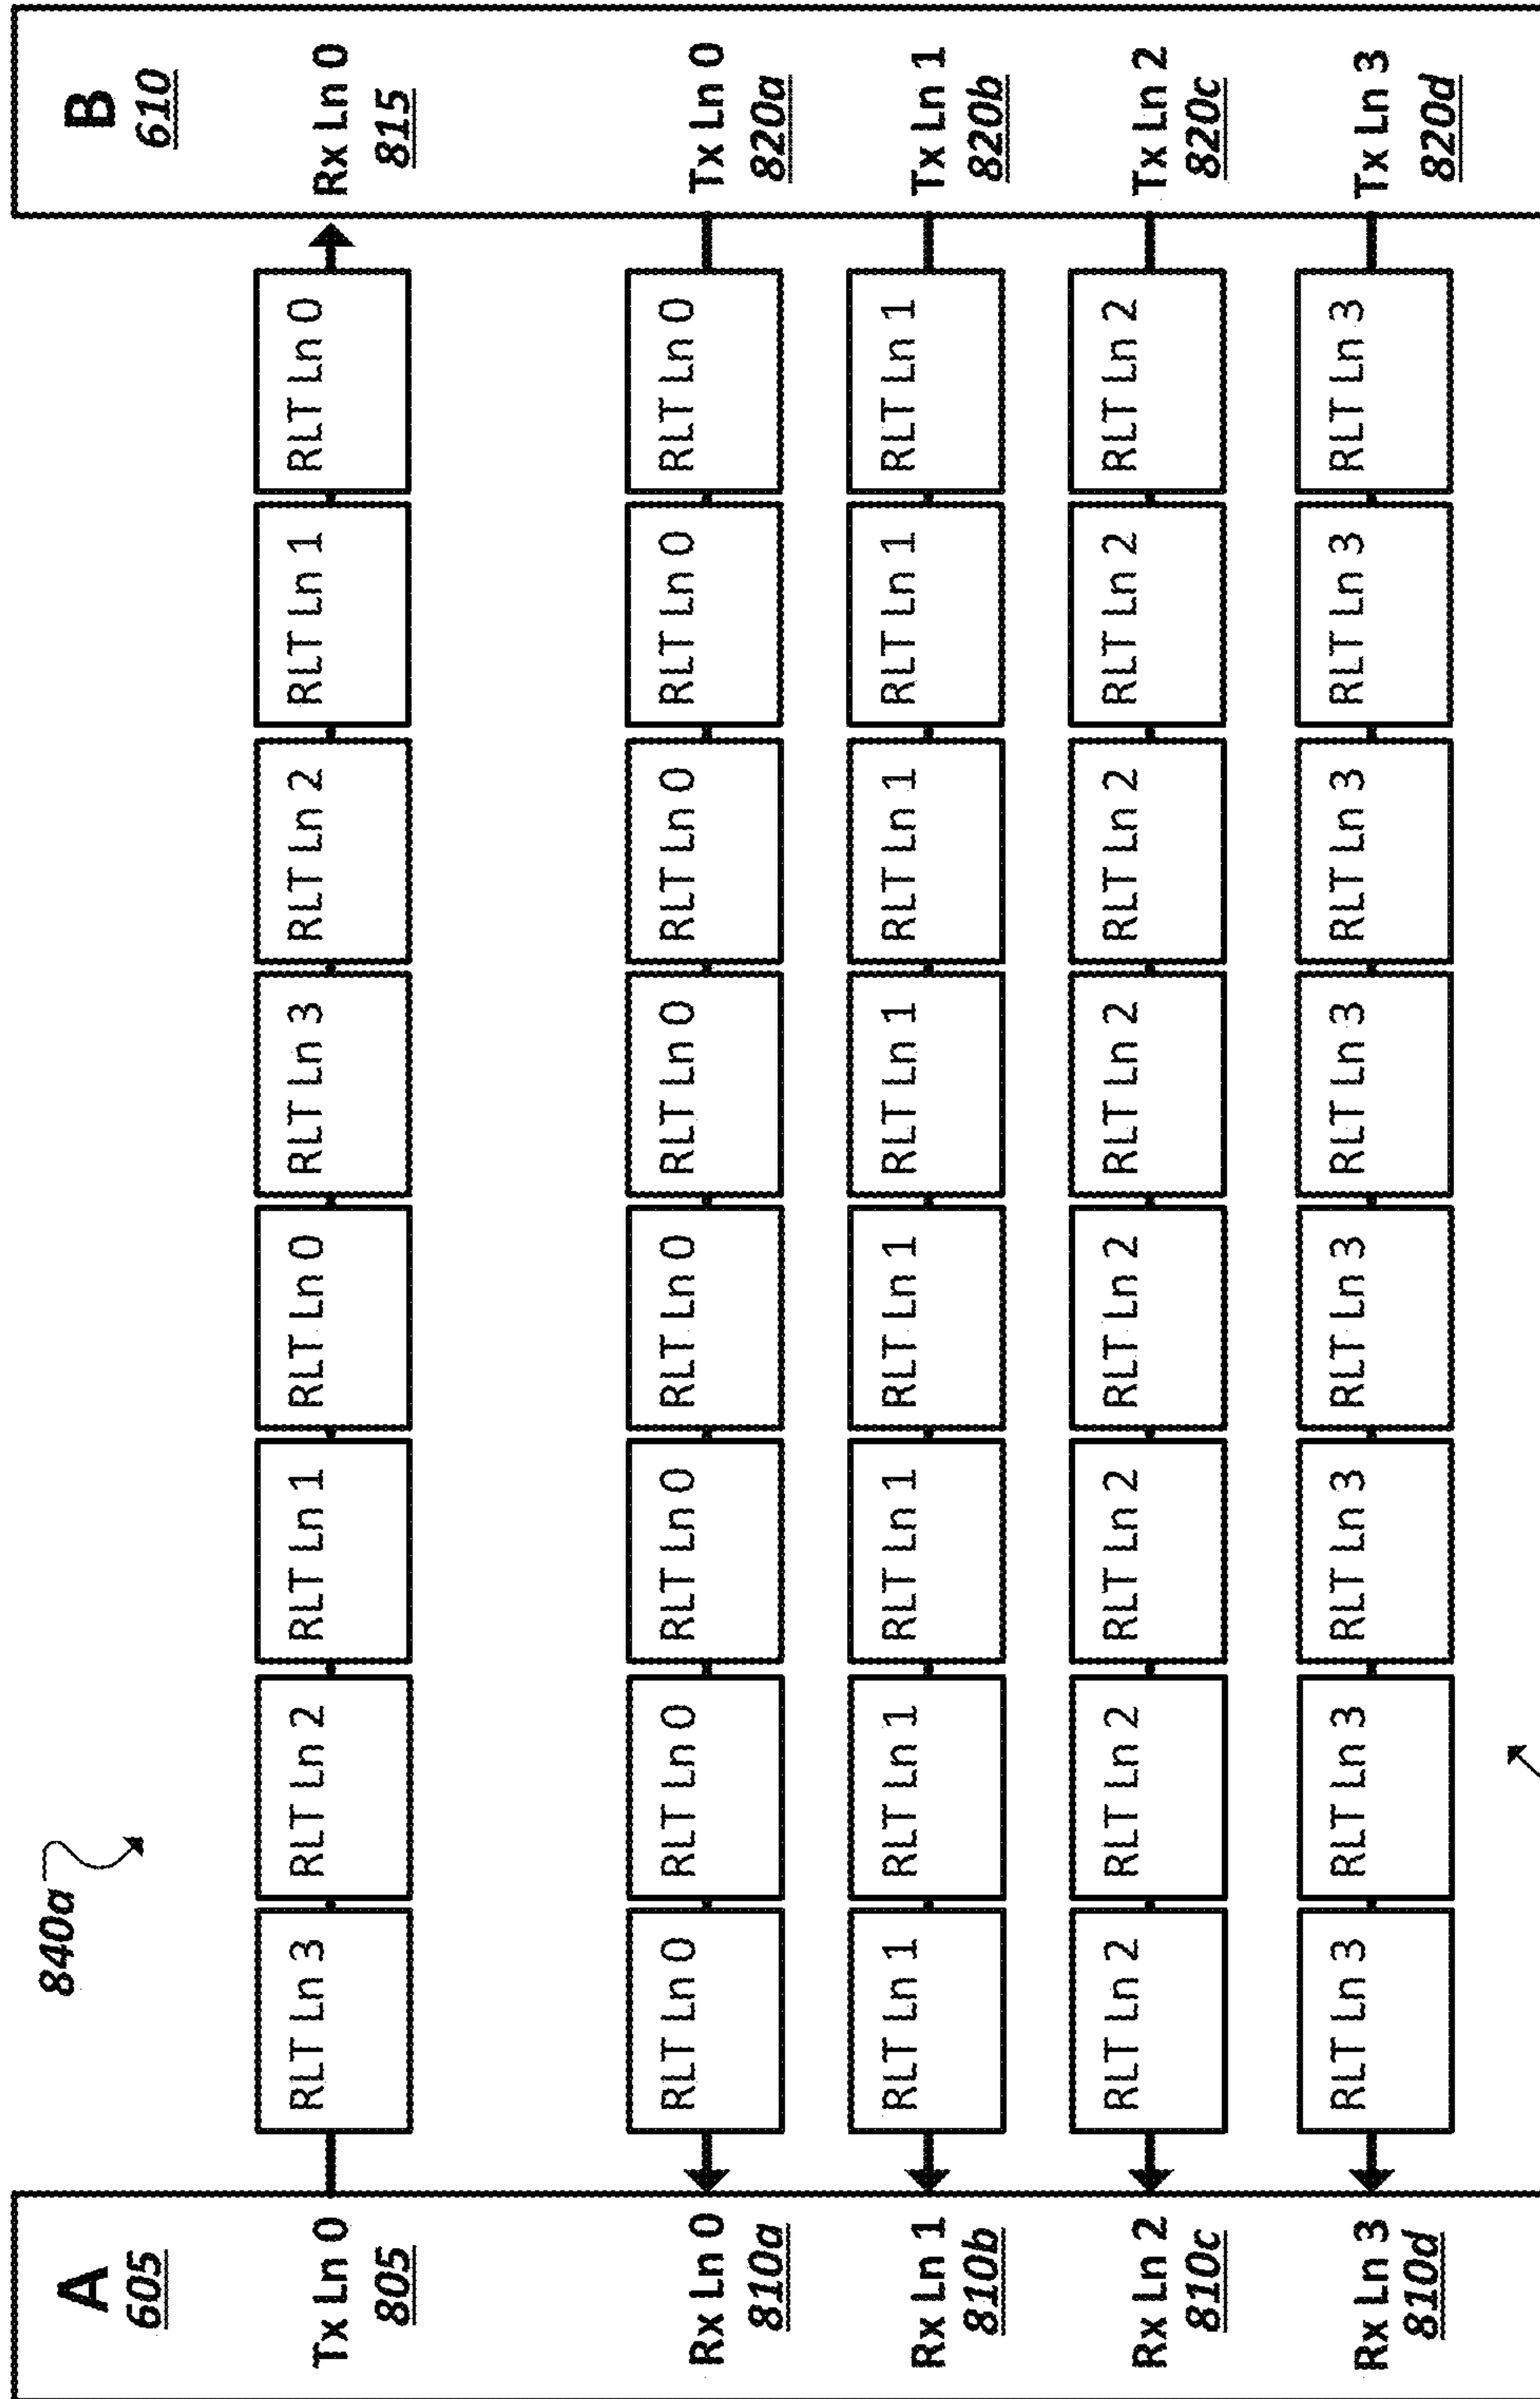 840a
A
605
B
610
Tx Ln 0
805
RLT Ln 3
RLT Ln 2
RLT Ln 1
RLT Ln 0
RLT Ln 3
RLT Ln 2
RLT Ln 1
RLT Ln 0
Rx Ln 0
815
Rx Ln 0
810a
RLT Ln 0
RLT Ln 0
RLT Ln 0
RLT Ln 0
RLT Ln 0
RLT Ln 0
RLT Ln 0
RLT Ln 0
Tx Ln 0
820a
Rx Ln 1
810b
RLT Ln 1
RLT Ln 1
RLT Ln 1
RLT Ln 1
RLT Ln 1
RLT Ln 1
RLT Ln 1
RLT Ln 1
Tx Ln 1
820b
Rx Ln 2
810c
RLT Ln 2
RLT Ln 2
RLT Ln 2
RLT Ln 2
RLT Ln 2
RLT Ln 2
RLT Ln 2
RLT Ln 2
Tx Ln 2
820c
Rx Ln 3
810d
RLT Ln 3
RLT Ln 3
RLT Ln 3
RLT Ln 3
RLT Ln 3
RLT Ln 3
RLT Ln 3
RLT Ln 3
Tx Ln 3
820d